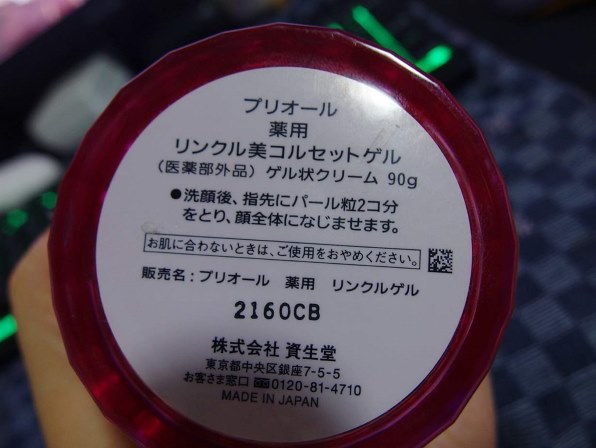 プリオール
薬用
リンクル美コルセットゲル
（医薬部外品）ゲル状クリーム 90g
●洗顔後、指先にパール粒2コ分
をとり、顔全体になじませます。
お肌に合わないときは、ご使用をおやめください。
販売名：プリオール 薬用 リンクルゲル
2160CB
株式会社 資生堂
東京都中央区銀座7-5-5
お客さま窓口 0120-81-4710
MADE IN JAPAN